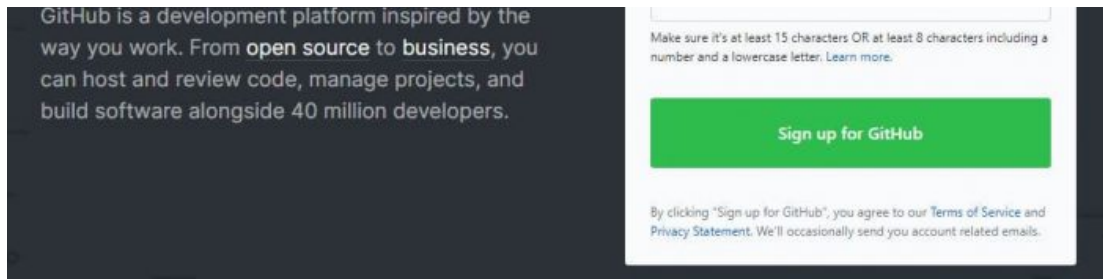 GitHub is a development platform inspired by the
way you work. From open source to business, you
can host and review code, manage projects, and
build software alongside 40 million developers.
Make sure it's at least 15 characters OR at least 8 characters including a
number and a lowercase letter. Learn more.
Sign up for GitHub
By clicking "Sign up for GitHub", you agree to our Terms of Service and
Privacy Statement. We'll occasionally send you account related emails.